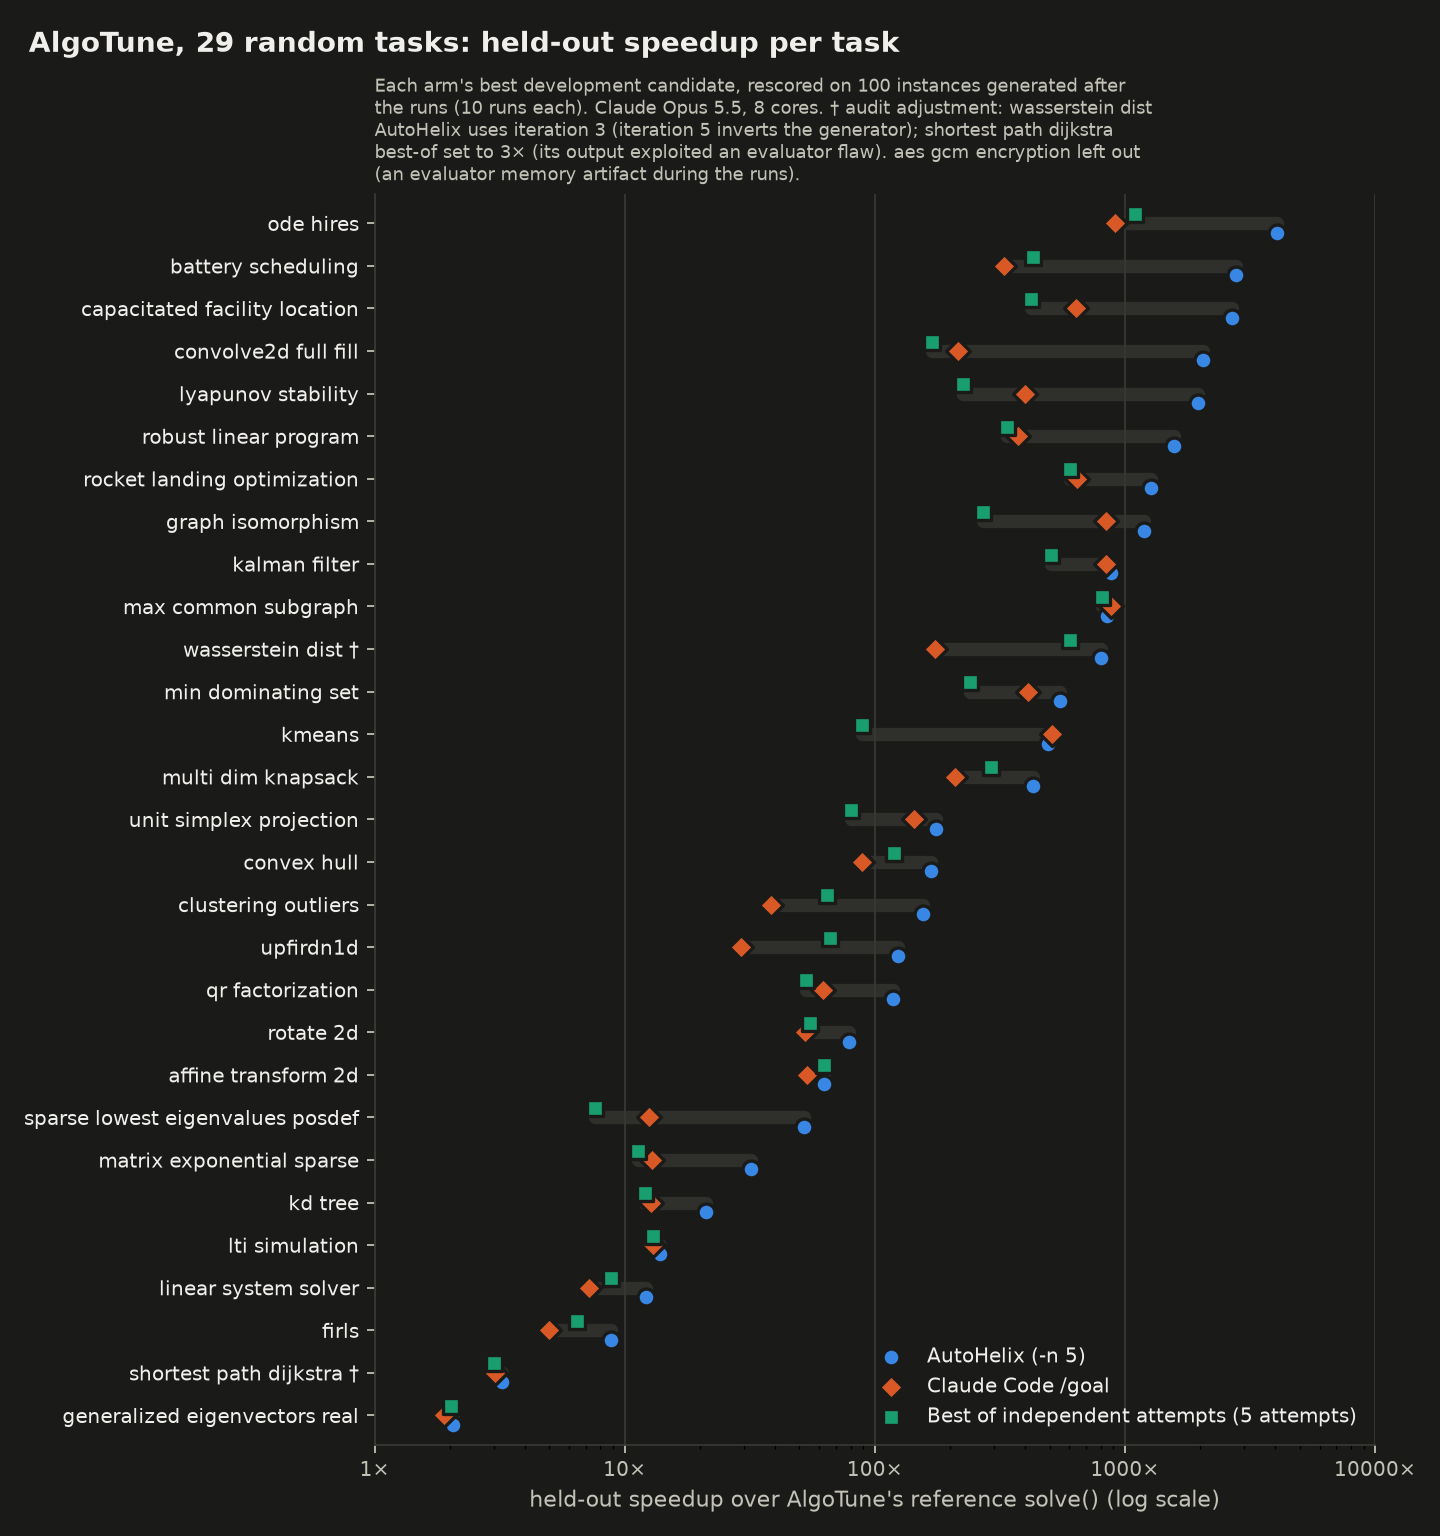 AlgoTune, 29 random tasks: held-out speedup per task
Each arm's best development candidate, rescored on 100 instances generated after
the runs (10 runs each). Claude Opus 5.5, 8 cores. † audit adjustment: wasserstein dist
AutoHelix uses iteration 3 (iteration 5 inverts the generator); shortest path dijkstra
best-of set to 3× (its output exploited an evaluator flaw). aes gcm encryption left out
(an evaluator memory artifact during the runs).
ode hires
battery scheduling
capacitated facility location
convolve2d full fill
lyapunov stability
robust linear program
rocket landing optimization
graph isomorphism
kalman filter
max common subgraph
wasserstein dist †
min dominating set
kmeans
multi dim knapsack
unit simplex projection
convex hull
clustering outliers
upfirdn1d
qr factorization
rotate 2d
affine transform 2d
sparse lowest eigenvalues posdef
matrix exponential sparse
kd tree
lti simulation
linear system solver
firls
shortest path dijkstra †
generalized eigenvectors real
AutoHelix (-n 5)
Claude Code /goal
Best of independent attempts (5 attempts)
1× 10× 100× 1000× 10000×
held-out speedup over AlgoTune's reference solve() (log scale)